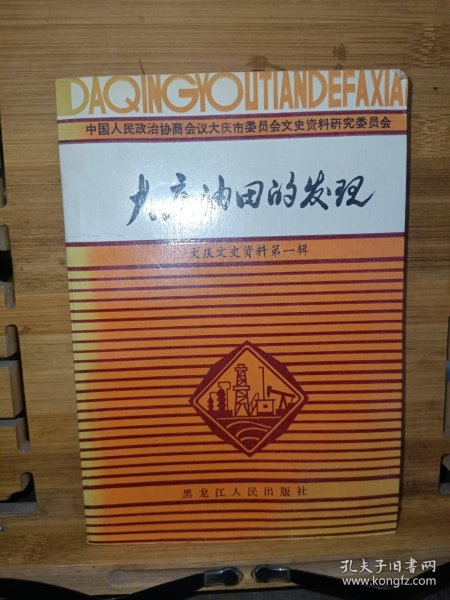 DAQINGYOUTIANDEFAXIA
中国人民政治协商会议大庆市委员会文史资料研究委员会
大庆油田的发现
大庆文史资料第一辑
黑龙江人民出版社
孔夫子旧书网
www.kongfz.com